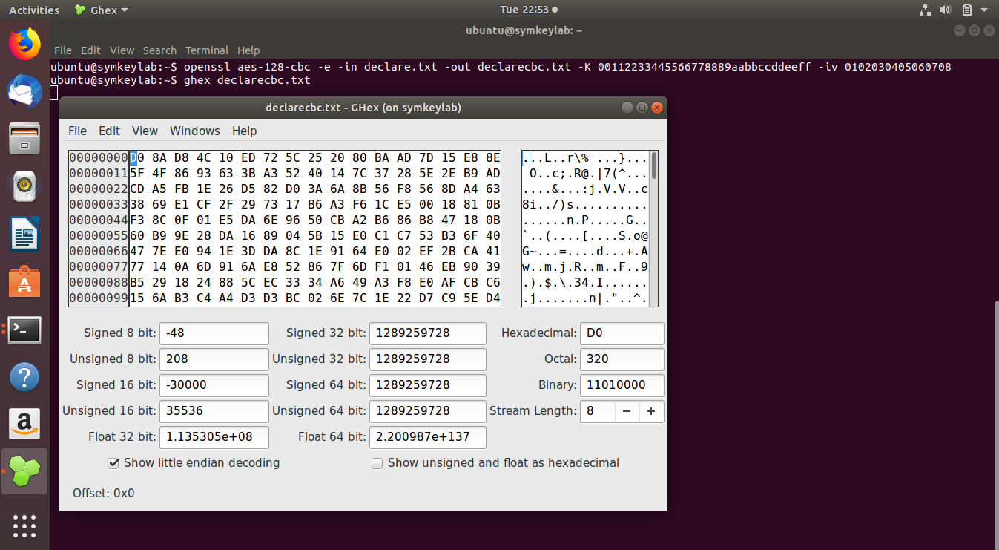 Activities Ghex Tue 22:53
ubuntu@symkeylab: ~
File Edit View Search Terminal Help
ubuntu@symkeylab:~$ openssl aes-128-cbc -e -in declare.txt -out declarecbc.txt -K 00112233445566778889aabbccddeeff -iv 0102030405060708
ubuntu@symkeylab:~$ ghex declarecbc.txt
declarecbc.txt - GHex (on symkeylab)
File Edit View Windows Help
00000000 D0 8A D8 4C 10 ED 72 5C 25 20 80 BA AD 7D 15 E8 8E ...L..r\% ...}...
00000011 5F 4F 86 93 63 3B A3 52 40 14 7C 37 28 5E 2E B9 AD _O..c;.R@.|7(^...
00000022 CD A5 FB 1E 26 D5 82 D0 3A 6A 8B 56 F8 56 8D A4 63 ....&...:j.V.V..c
00000033 38 69 E1 CF 2F 29 73 17 B6 A3 F6 1C E5 00 18 81 0B 8i../)s..........
00000044 F3 8C 0F 01 E5 DA 6E 96 50 CB A2 B6 86 B8 47 18 0B ......n.P.....G..
00000055 60 B9 9E 28 DA 16 89 04 5B 15 E0 C1 C7 53 B3 6F 40 `..(....[....S.o@
00000066 47 7E E0 94 1E 3D DA 8C 1E 91 64 E0 02 EF 2B CA 41 G~...=....d...+.A
00000077 77 14 0A 6D 91 6A E8 52 86 7F 6D F1 01 46 EB 90 39 w..m.j.R..m..F..9
00000088 B5 29 18 24 88 5C EC 33 34 A6 49 A3 F8 E0 AF CB C6 .).$.\.34.I......
00000099 15 6A B3 C4 A4 D3 D3 BC 02 6E 7C 1E 22 D7 C9 5E D4 .j.......n|."..^.
Signed 8 bit: -48 Signed 32 bit: 1289259728 Hexadecimal: D0
Unsigned 8 bit: 208 Unsigned 32 bit: 1289259728 Octal: 320
Signed 16 bit: -30000 Signed 64 bit: 1289259728 Binary: 11010000
Unsigned 16 bit: 35536 Unsigned 64 bit: 1289259728 Stream Length: 8 − +
Float 32 bit: 1.135305e+08 Float 64 bit: 2.200987e+137
Show little endian decoding Show unsigned and float as hexadecimal
Offset: 0x0